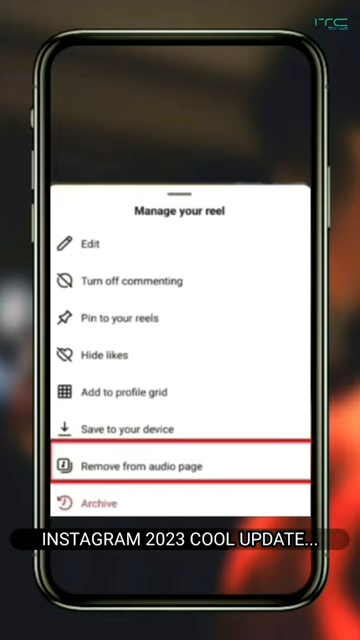 ITC
Manage your reel
Edit
Turn off commenting
Pin to your reels
Hide likes
Add to profile grid
Save to your device
Remove from audio page
Archive
INSTAGRAM 2023 COOL UPDATE...